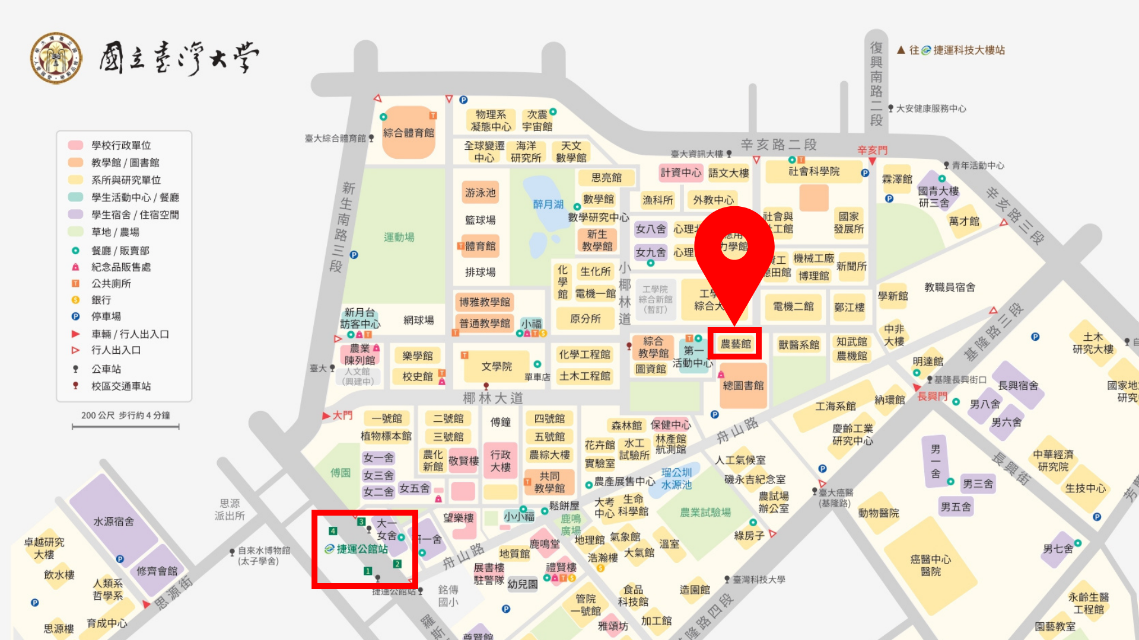 國立臺灣大學
學校行政單位
教學館 / 圖書館
系所與研究單位
學生活動中心 / 餐廳
學生宿舍 / 住宿空間
草地 / 農場
餐廳 / 販賣部
紀念品販售處
公共廁所
銀行
停車場
車輛 / 行人出入口
行人出入口
公車站
校區交通車站
200 公尺 步行約 4 分鐘
往 捷運科技大樓站
復興南路二段
大安健康服務中心
辛亥路二段
辛亥門
青年活動中心
辛亥路三段
臺大綜合體育館
綜合體育館
物理系
凝態中心
次震
宇宙館
全球變遷
中心
海洋
研究所
天文
數學館
臺大資訊大樓
計資中心
語文大樓
社會科學院
霖澤館
國青大樓
研三舍
萬才館
新生南路三段
運動場
游泳池
籃球場
體育館
排球場
醉月湖
思亮館
數學館
數學研究中心
新生
教學館
漁科所
外教中心
女八舍
女九舍
社會與
國家
發展所
機械工廠
博理館
新聞所
化學館
生化所
電機一館
小椰林道
工學院
綜合新館
(暫訂)
電機二館
鄭江館
學新館
教職員宿舍
博雅教學館
原分所
新月台
訪客中心
網球場
普通教學館
小福
農業
陳列館
人文館
(興建中)
臺大
樂學館
校史館
文學院
單車店
化學工程館
土木工程館
綜合
教學館
圖資館
第一
活動中心
農藝館
獸醫系館
知武館
農機館
中非
大樓
明達館
總圖書館
基隆路三段
土木
研究大樓
基隆長興街口
長興門
長興宿舍
男八舍
男六舍
椰林大道
大門
一號館
二號館
傅鐘
四號館
植物標本館
三號館
五號館
農化
新館
敬賢樓
行政
大樓
農綜大樓
共同
教學館
傅園
女一舍
女三舍
女二舍
女五舍
森林館
保健中心
花卉館
水工
試驗所
林產館
航測館
實驗室
舟山路
工海系館
納環館
慶齡工業
研究中心
農產展售中心
瑠公圳
水源池
人工氣候室
磯永吉紀念室
農試場
辦公室
臺大癌醫
(基隆路)
男一舍
男三舍
男五舍
長興街
中華經濟
研究院
生技中心
大考
中心
生命
科學館
農業試驗場
綠房子
動物醫院
望樂樓
小小福
鬆餅屋
鹿鳴
廣場
思源
派出所
水源宿舍
卓越研究
大樓
飲水樓
人類系
哲學系
修齊會館
思源樓
育成中心
思源街
自來水博物館
(太子學舍)
大一
女舍
捷運公館站
3
4
1
2
捷運公館站
舟山路
銘傳
國小
地質館
鹿鳴堂
地理館
氣象館
浩瀚樓
大氣館
溫室
展書樓
駐警隊
幼兒園
禮賢樓
臺灣科技大學
食品
科技館
造園館
管院
一號館
加工館
雅頌坊
基隆路四段
癌醫中心
醫院
男七舍
永齡生醫
工程館
園藝教室